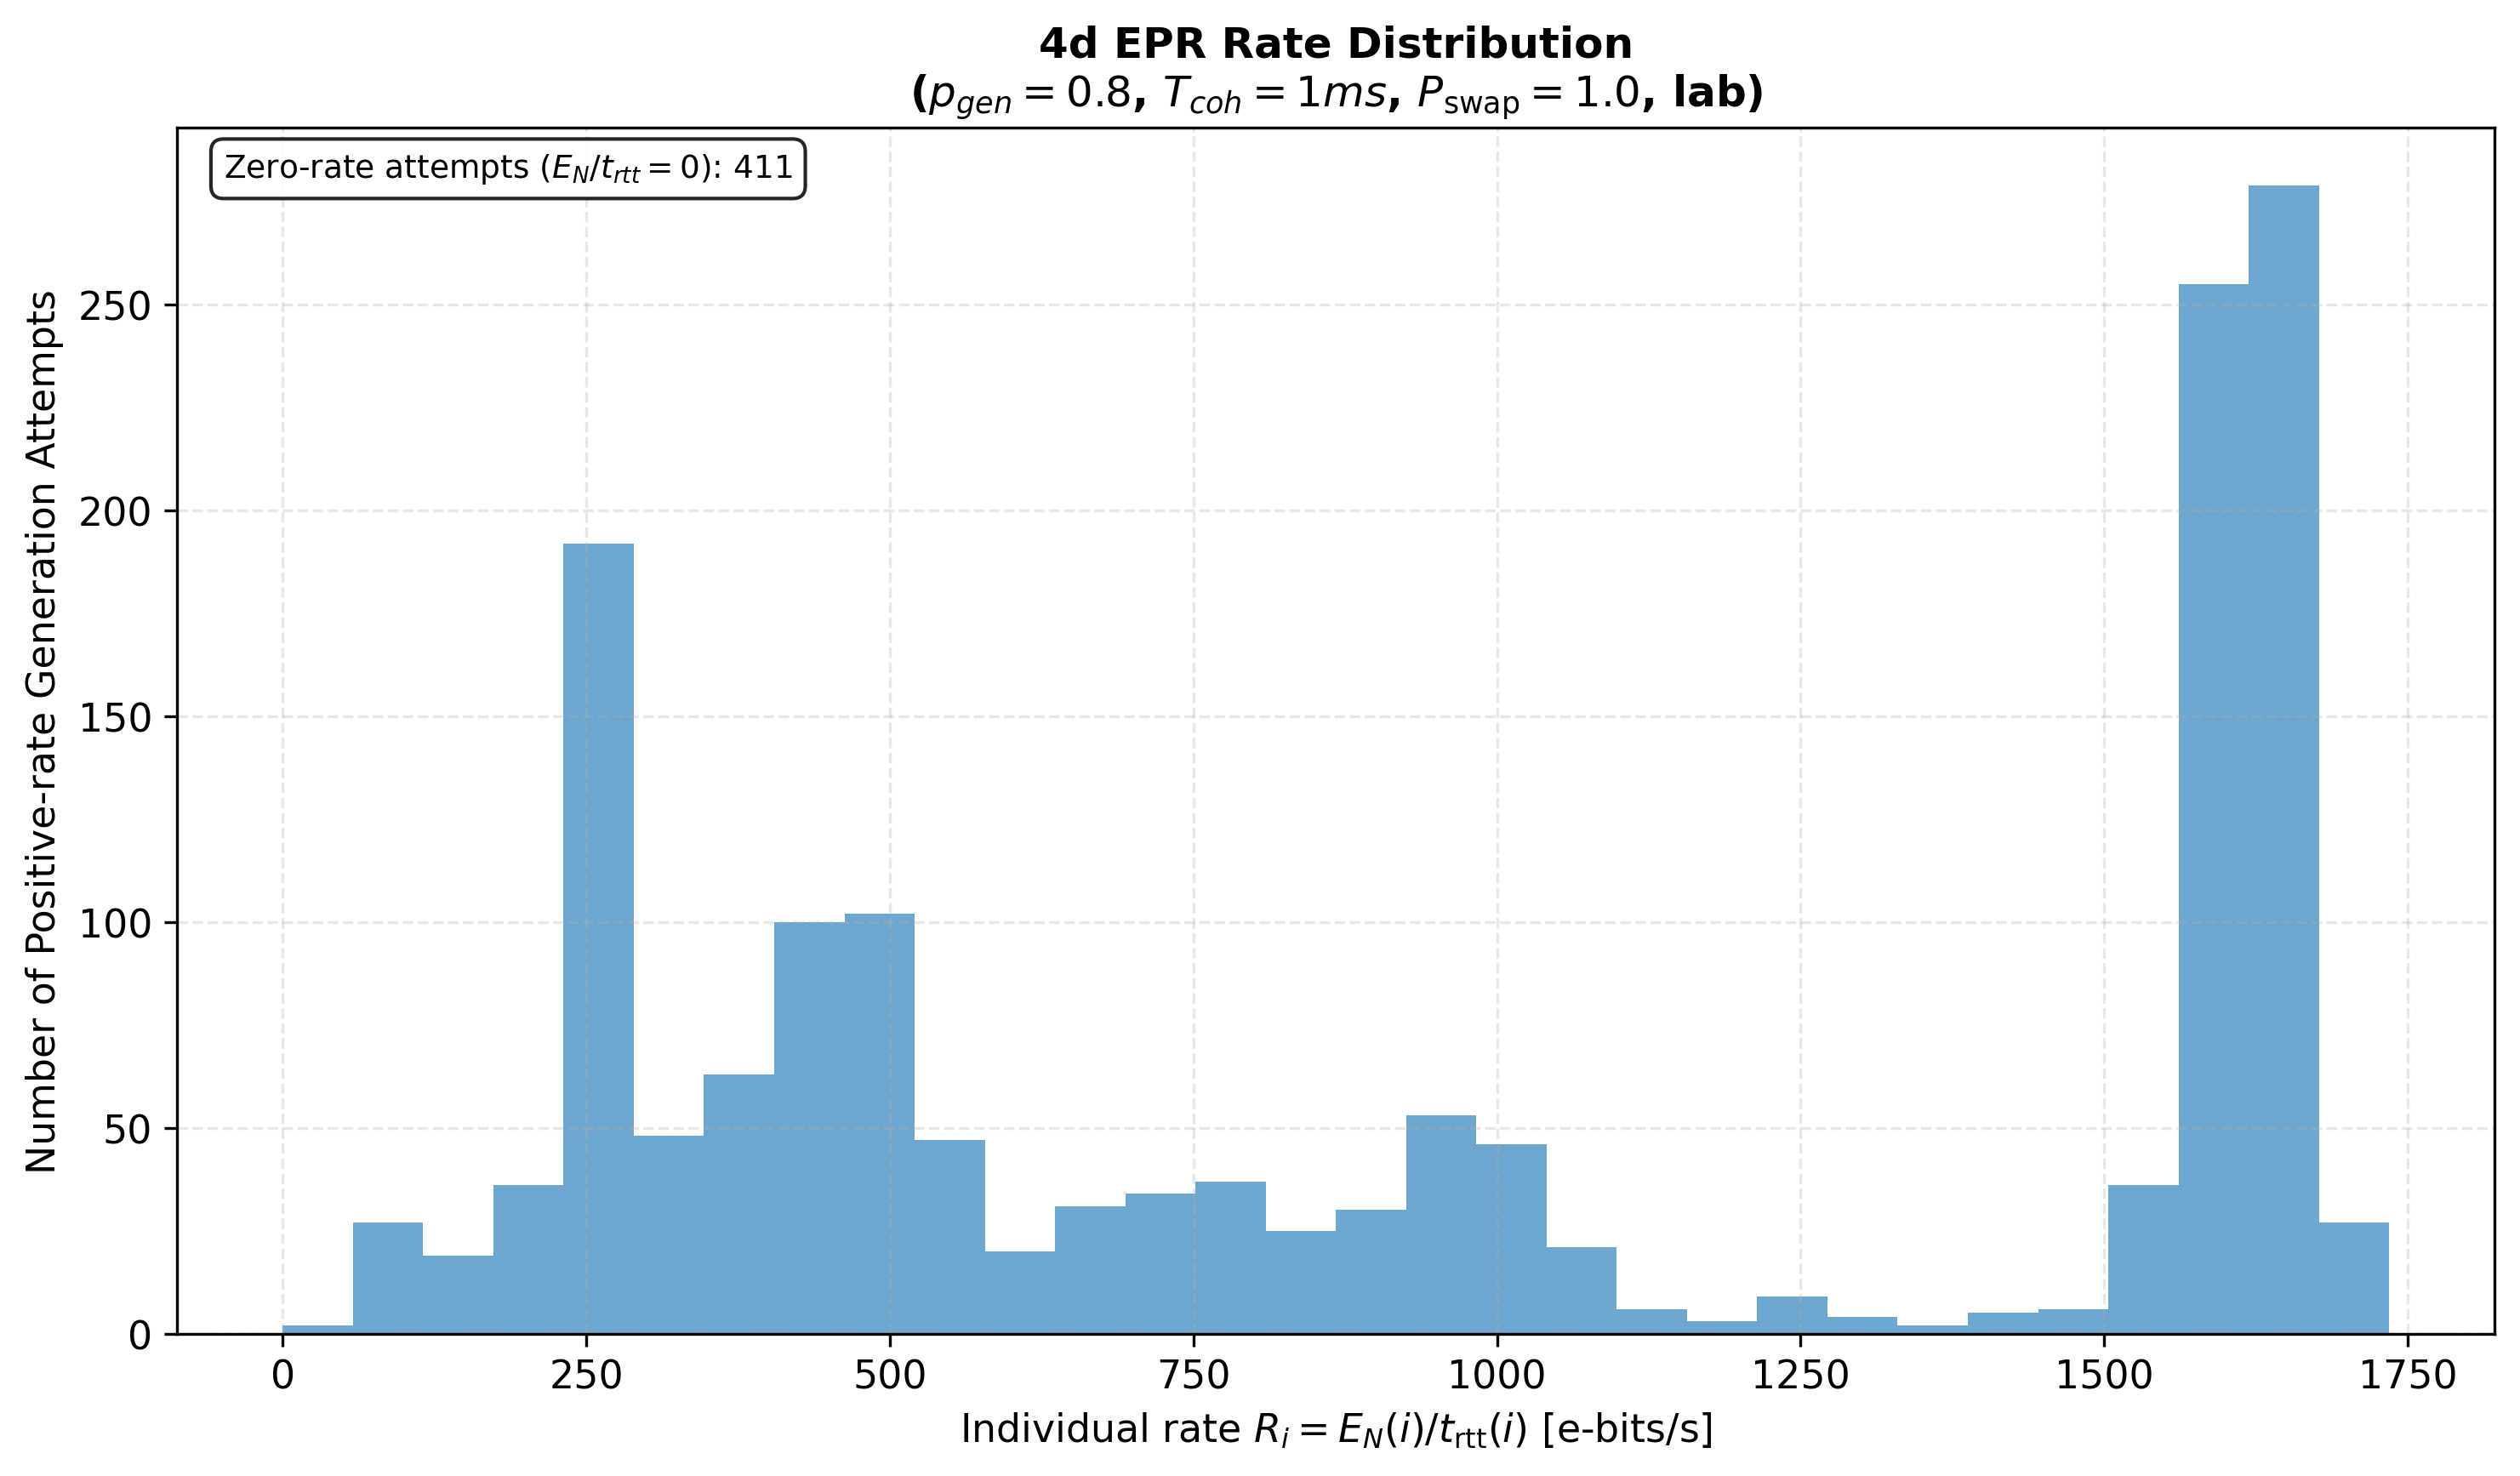 4d EPR Rate Distribution
(p_gen = 0.8, T_coh = 1ms, P_swap = 1.0, lab)
Zero-rate attempts (E_N/t_rtt = 0): 411
Number of Positive-rate Generation Attempts
250
200
150
100
50
0
0 250 500 750 1000 1250 1500 1750
Individual rate R_i = E_N(i)/t_rtt(i) [e-bits/s]